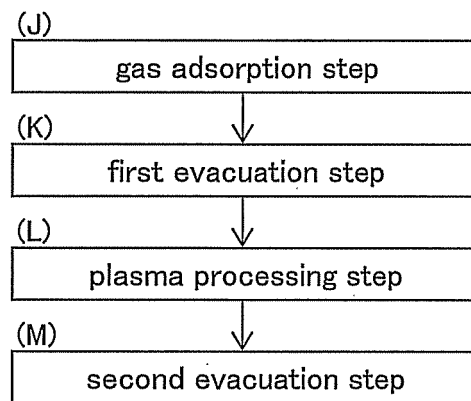 (J)
gas adsorption step
(K)
first evacuation step
(L)
plasma processing step
(M)
second evacuation step